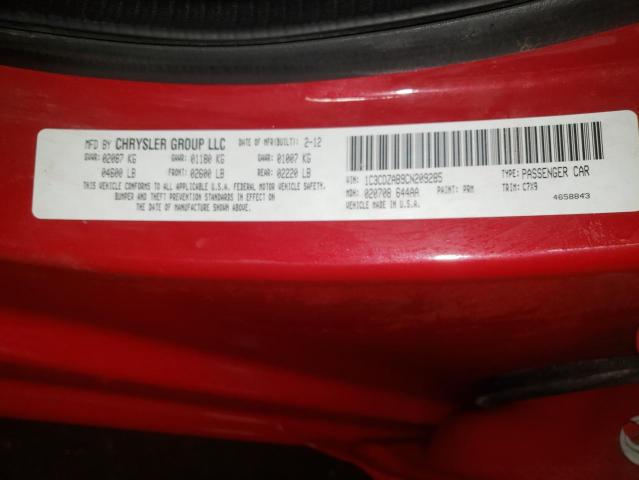 MFD BY CHRYSLER GROUP LLC DATE OF MFR(BUILT): 2-12
GVWR: 02087 KG GAWR: 01180 KG GAWR: 01007 KG
04600 LB FRONT: 02600 LB REAR: 02220 LB
THIS VEHICLE CONFORMS TO ALL APPLICABLE U.S.A. FEDERAL MOTOR VEHICLE SAFETY,
BUMPER AND THEFT PREVENTION STANDARDS IN EFFECT ON
THE DATE OF MANUFACTURE SHOWN ABOVE.
VIN: 1C3CDZAB9CN209285 TYPE: PASSENGER CAR
MDH: 020708 644AA PAINT: PRM TRIM: C7X9
VEHICLE MADE IN U.S.A. 4658843